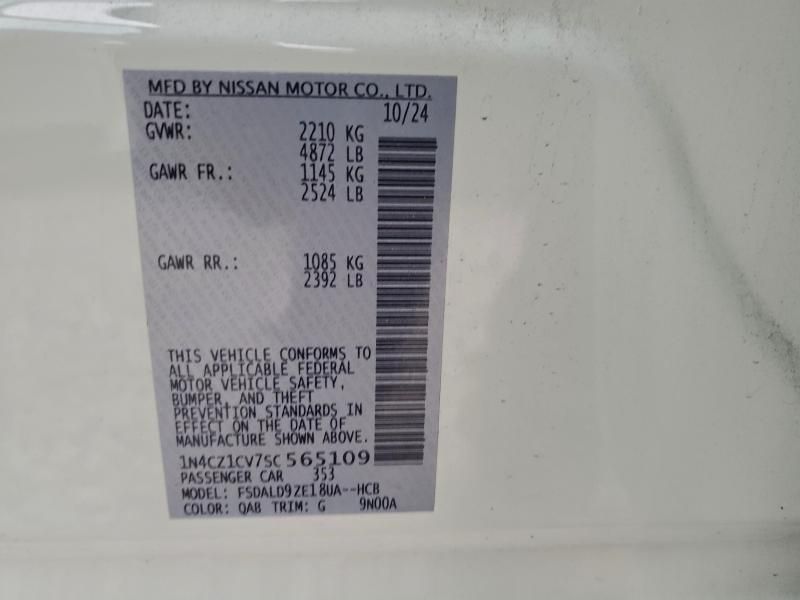 MFD BY NISSAN MOTOR CO., LTD.
DATE: 10/24
GVWR: 2210 KG
4872 LB
GAWR FR.: 1145 KG
2524 LB
GAWR RR.: 1085 KG
2392 LB
THIS VEHICLE CONFORMS TO
ALL APPLICABLE FEDERAL
MOTOR VEHICLE SAFETY,
BUMPER, AND THEFT
PREVENTION STANDARDS IN
EFFECT ON THE DATE OF
MANUFACTURE SHOWN ABOVE.
1N4CZ1CV7SC565109
PASSENGER CAR 353
MODEL: FSDALD9ZE18UA--HCB
COLOR: QAB TRIM: G 9N00A